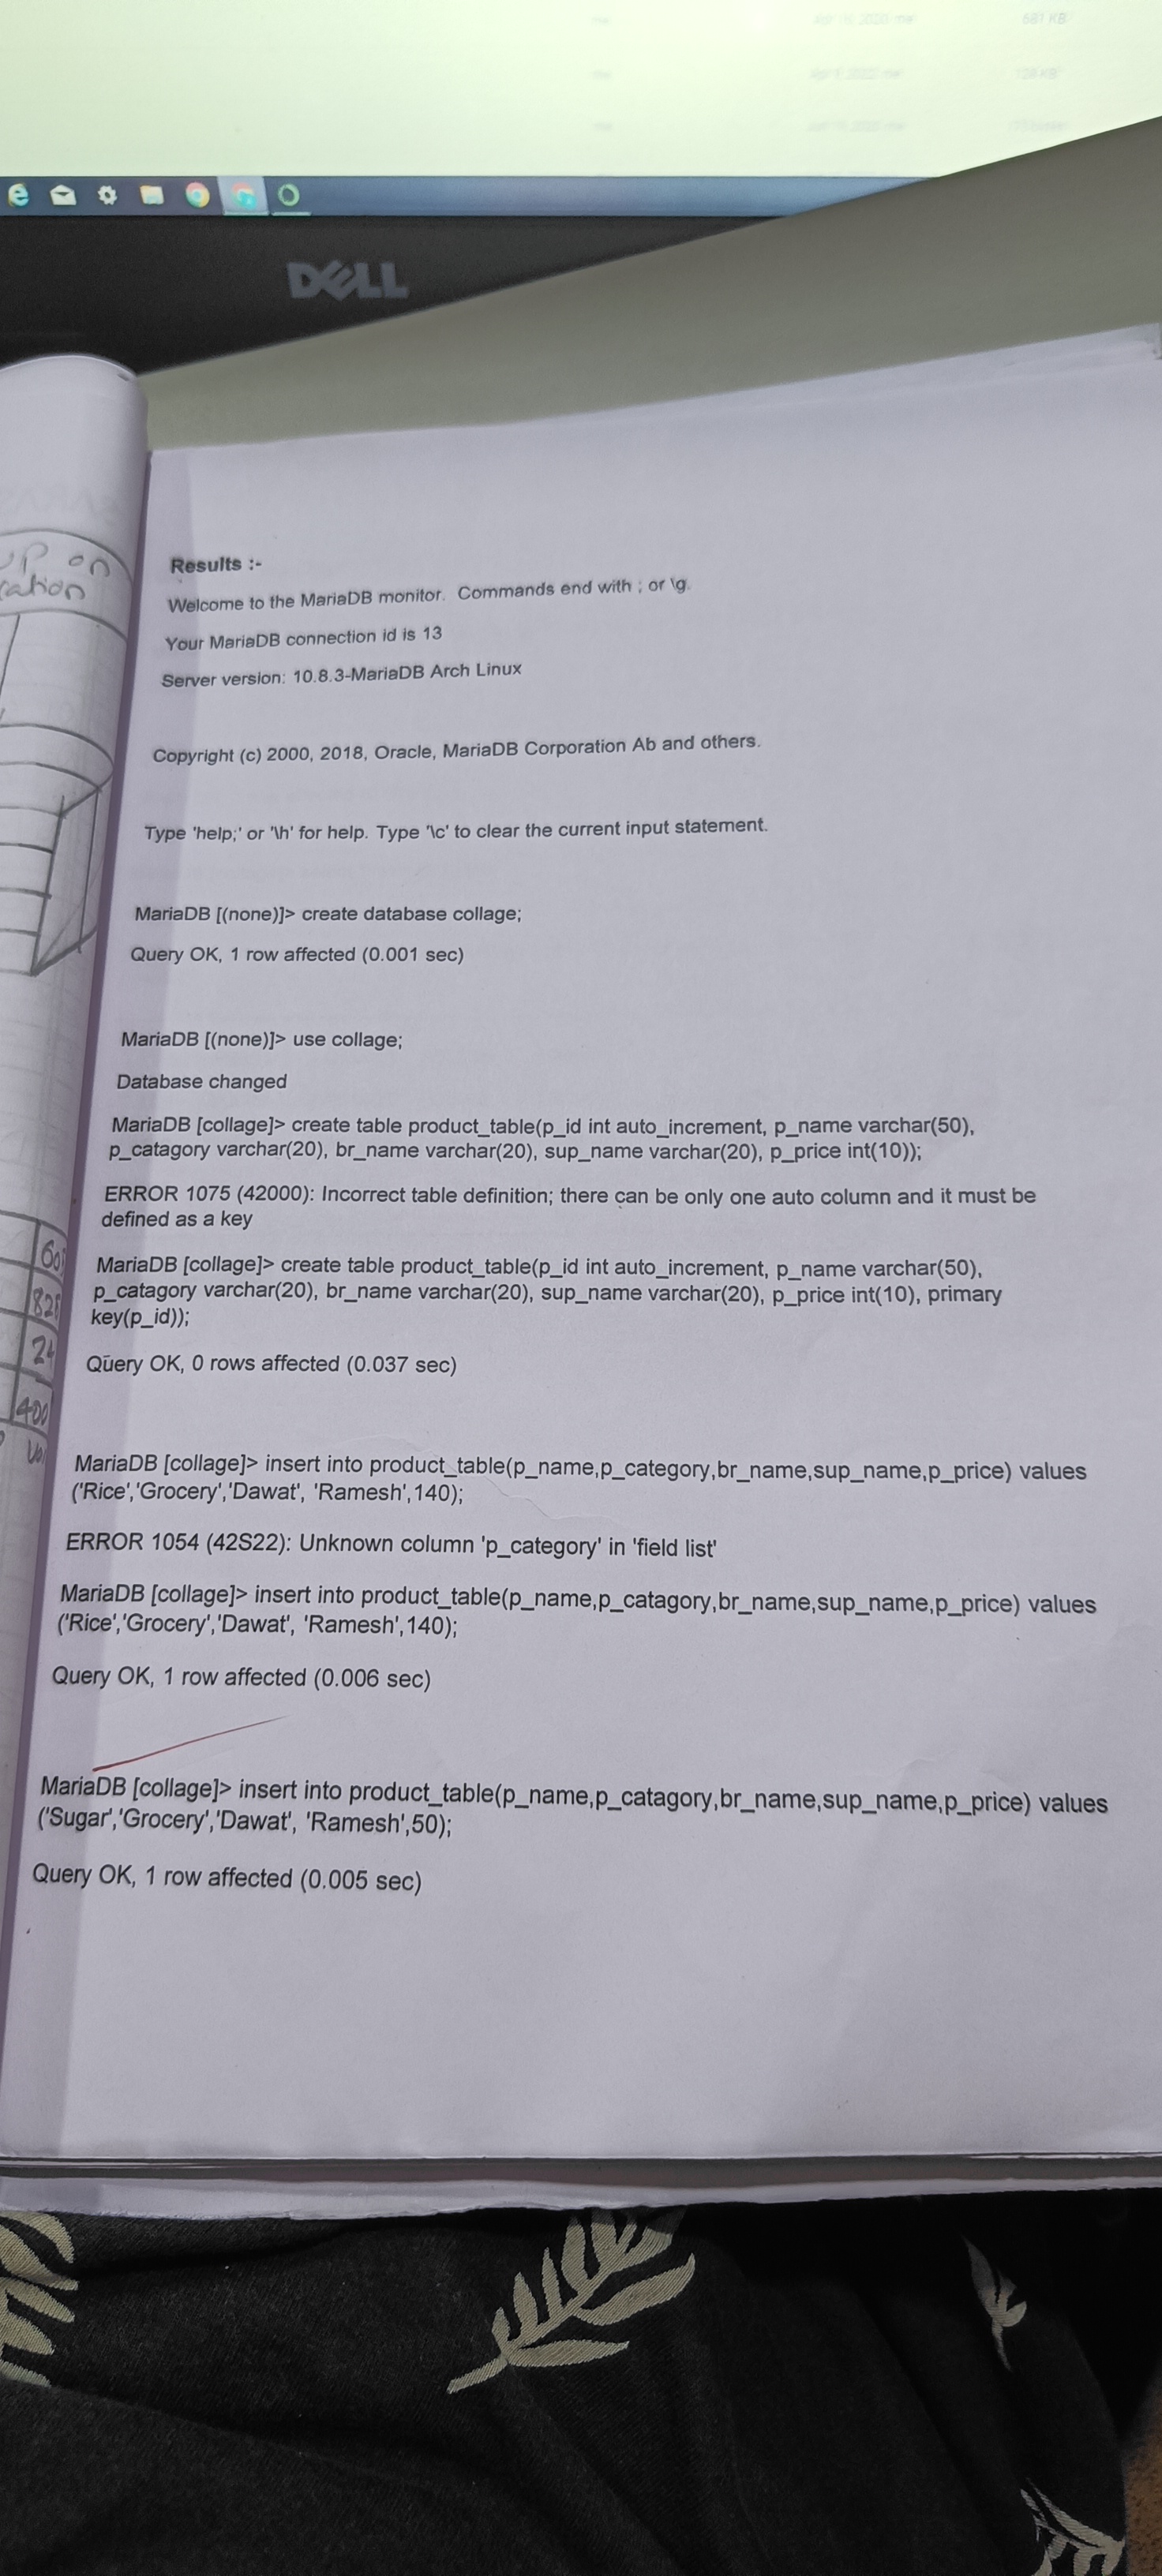 681 KB
DELL
up on
Results :-
Welcome to the MariaDB monitor.  Commands end with ; or \g.
Your MariaDB connection id is 13
Server version: 10.8.3-MariaDB Arch Linux
Copyright (c) 2000, 2018, Oracle, MariaDB Corporation Ab and others.
Type 'help;' or '\h' for help. Type '\c' to clear the current input statement.
MariaDB [(none)]> create database collage;
Query OK, 1 row affected (0.001 sec)
MariaDB [(none)]> use collage;
Database changed
MariaDB [collage]> create table product_table(p_id int auto_increment, p_name varchar(50),
p_catagory varchar(20), br_name varchar(20), sup_name varchar(20), p_price int(10));
ERROR 1075 (42000): Incorrect table definition; there can be only one auto column and it must be
defined as a key
MariaDB [collage]> create table product_table(p_id int auto_increment, p_name varchar(50),
p_catagory varchar(20), br_name varchar(20), sup_name varchar(20), p_price int(10), primary
key(p_id));
Query OK, 0 rows affected (0.037 sec)
400
MariaDB [collage]> insert into product_table(p_name,p_category,br_name,sup_name,p_price) values
('Rice','Grocery','Dawat', 'Ramesh',140);
ERROR 1054 (42S22): Unknown column 'p_category' in 'field list'
MariaDB [collage]> insert into product_table(p_name,p_catagory,br_name,sup_name,p_price) values
('Rice','Grocery','Dawat', 'Ramesh',140);
Query OK, 1 row affected (0.006 sec)
MariaDB [collage]> insert into product_table(p_name,p_catagory,br_name,sup_name,p_price) values
('Sugar','Grocery','Dawat', 'Ramesh',50);
Query OK, 1 row affected (0.005 sec)